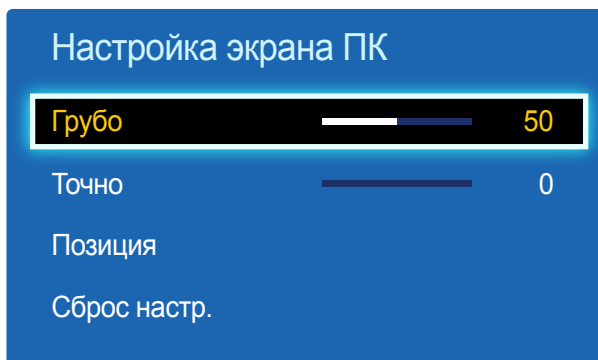 Настройка экрана ПК
Грубо 50
Точно 0
Позиция
Сброс настр.